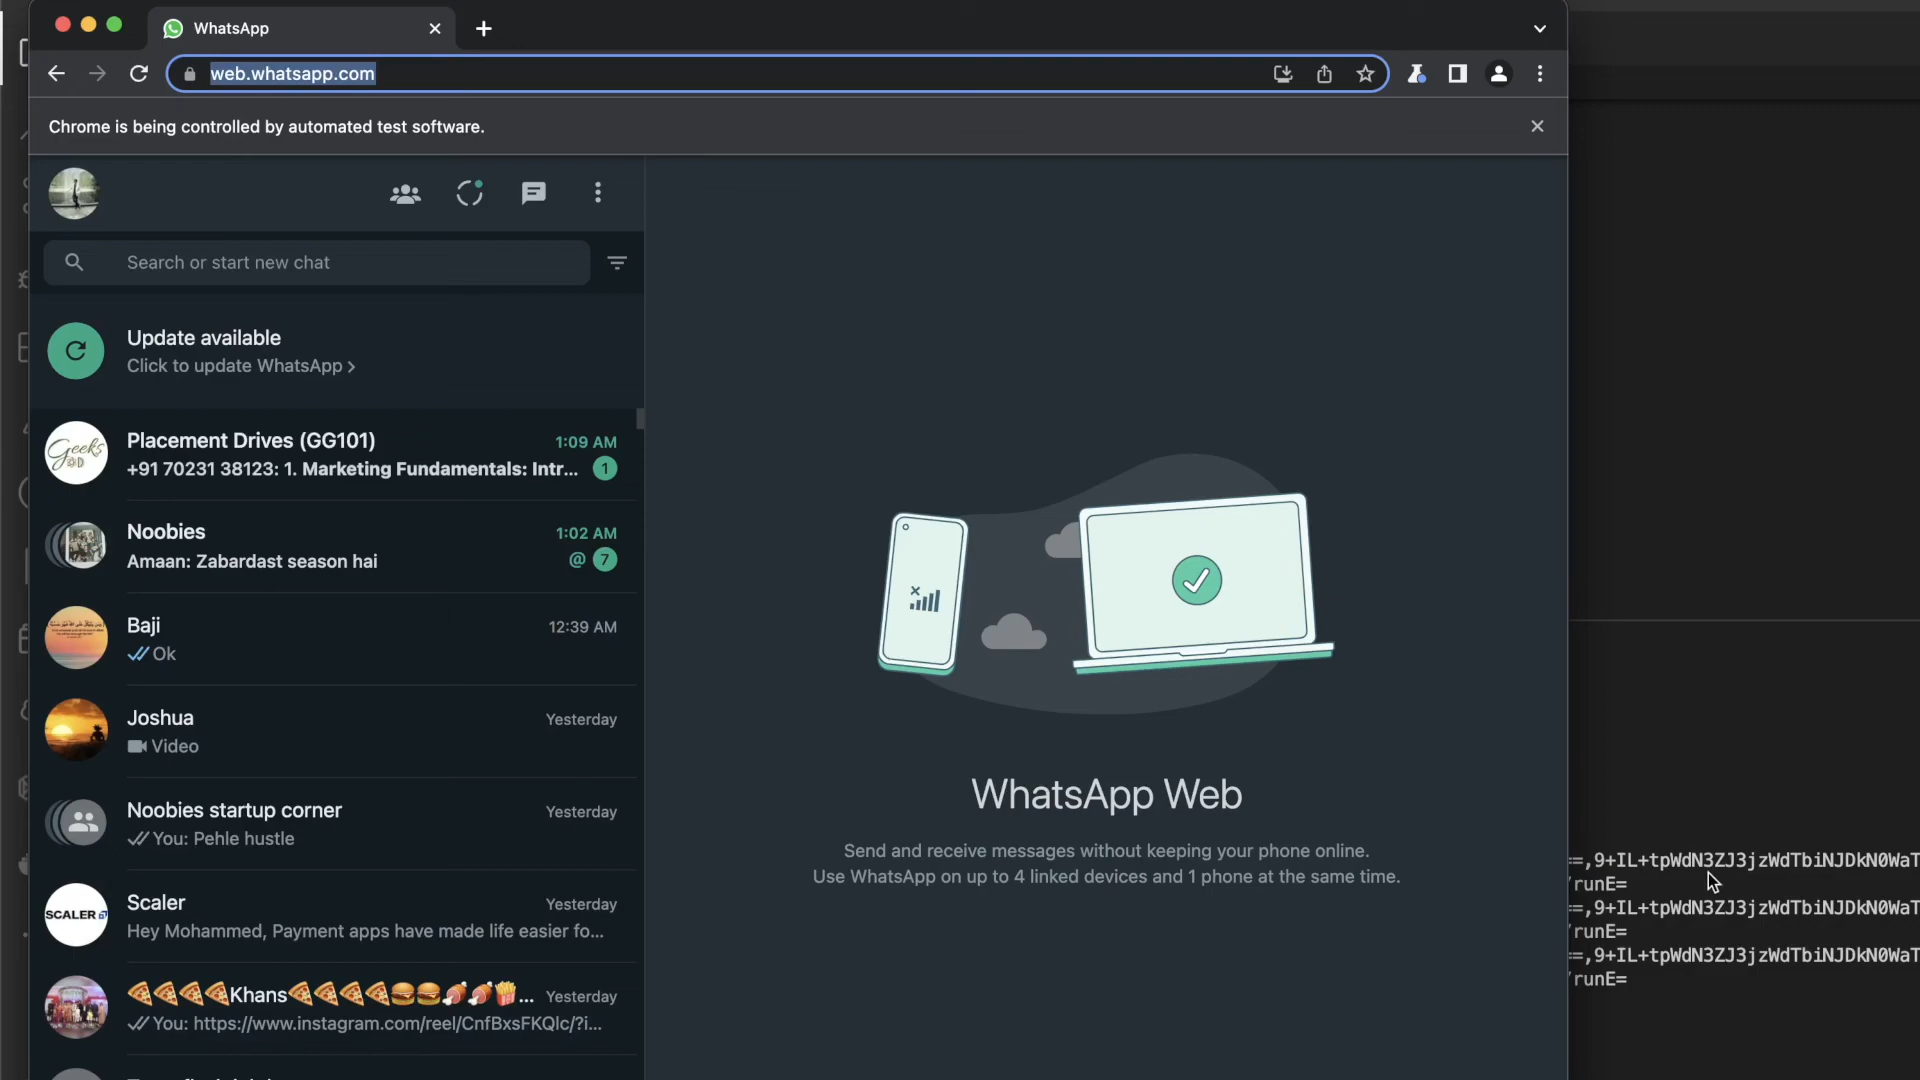 WhatsApp
web.whatsapp.com
Chrome is being controlled by automated test software.
Search or start new chat
Update available
Click to update WhatsApp >
Geeks
Placement Drives (GG101)
1:09 AM
+91 70231 38123: 1. Marketing Fundamentals: Intr...
1
Noobies
1:02 AM
Amaan: Zabardast season hai
@ 7
Baji
12:39 AM
Ok
Joshua
Yesterday
Video
Noobies startup corner
Yesterday
You: Pehle hustle
SCALER
Scaler
Yesterday
Hey Mohammed, Payment apps have made life easier fo...
🍕🍕🍕🍕Khans🍕🍕🍕🍕🍔🍔🍖🍖🍟...
Yesterday
You: https://www.instagram.com/reel/CnfBxsFKQlc/?i...
WhatsApp Web
Send and receive messages without keeping your phone online.
Use WhatsApp on up to 4 linked devices and 1 phone at the same time.
=,9+IL+tpWdN3ZJ3jzWdTbiNJDkN0WaT
runE=
=,9+IL+tpWdN3ZJ3jzWdTbiNJDkN0WaT
runE=
=,9+IL+tpWdN3ZJ3jzWdTbiNJDkN0WaT
runE=